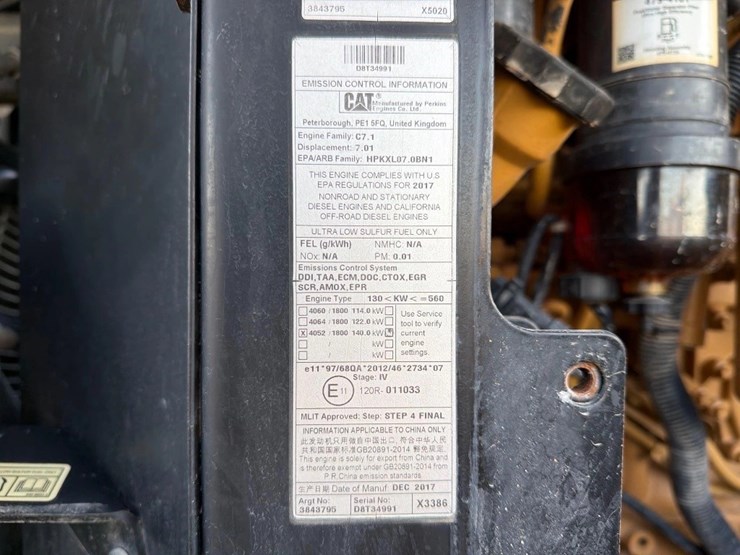 3843795 X5020
D8T34991
EMISSION CONTROL INFORMATION
CAT® Manufactured by Perkins
Engines Co. Ltd.
Peterborough, PE1 5FQ, United Kingdom
Engine Family: C7.1
Displacement: 7.01
EPA/ARB Family: HPKXL07.0BN1
THIS ENGINE COMPLIES WITH U.S
EPA REGULATIONS FOR 2017
NONROAD AND STATIONARY
DIESEL ENGINES AND CALIFORNIA
OFF-ROAD DIESEL ENGINES
ULTRA LOW SULFUR FUEL ONLY
FEL (g/kWh) NMHC: N/A
NOx: N/A PM: 0.01
Emissions Control System
DDI,TAA,ECM,OOC,CTOX,EGR
SCR,AMOX,EPR
Engine Type 130 < KW < =560
4060 /1800 114.0 kW Use Service
4064 /1800 122.0 kW tool to verify
X 4052 /1800 140.0 kW current
/ kW engine
/ kW settings.
e11*97/68QA*2012/46*2734*07
Stage: IV
E11 120R- 011033
MLIT Approved: Step: STEP 4 FINAL
INFORMATION APPLICABLE TO CHINA ONLY
此发动机只用做自中国出口, 符合中华人民
共和国国家标准GB20891-2014 豁免规定.
This engine is solely for export from China and
is therefore exempt under GB20891-2014 from
P.R.China emission standards.
生产日期 Date of Manuf: DEC 2017
Argt No: Serial No:
3843795 D8T34991 X3386